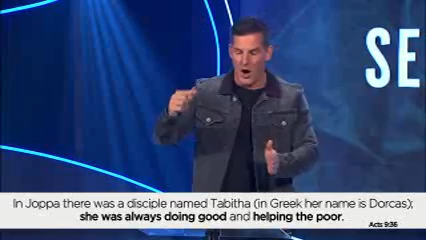 SE
In Joppa there was a disciple named Tabitha (in Greek her name is Dorcas);
she was always doing good and helping the poor.
Acts 9:36